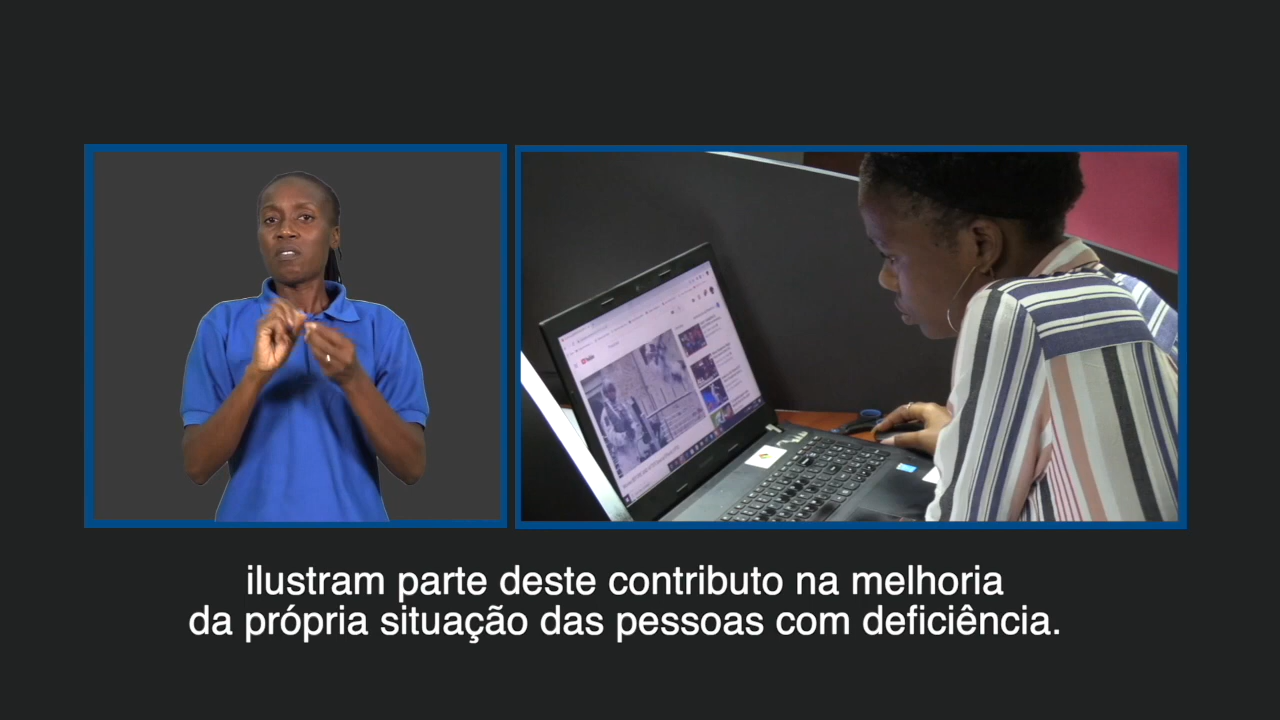 ilustram parte deste contributo na melhoria
da própria situação das pessoas com deficiência.